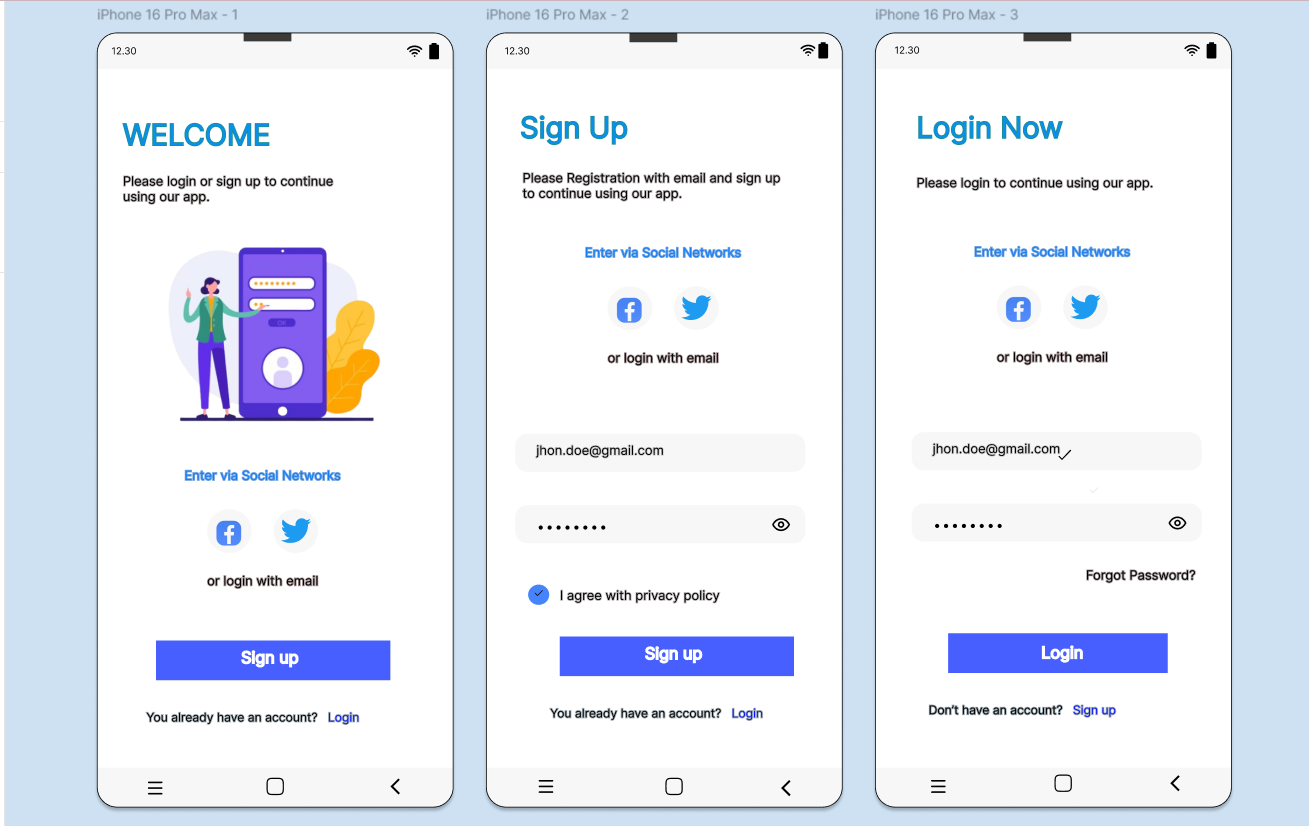 iPhone 16 Pro Max - 1
12.30
WELCOME
Please login or sign up to continue
using our app.
OK
Enter via Social Networks
or login with email
Sign up
You already have an account? Login
iPhone 16 Pro Max - 2
12.30
Sign Up
Please Registration with email and sign up
to continue using our app.
Enter via Social Networks
or login with email
jhon.doe@gmail.com
I agree with privacy policy
Sign up
You already have an account? Login
iPhone 16 Pro Max - 3
12.30
Login Now
Please login to continue using our app.
Enter via Social Networks
or login with email
jhon.doe@gmail.com
Forgot Password?
Login
Don't have an account? Sign up